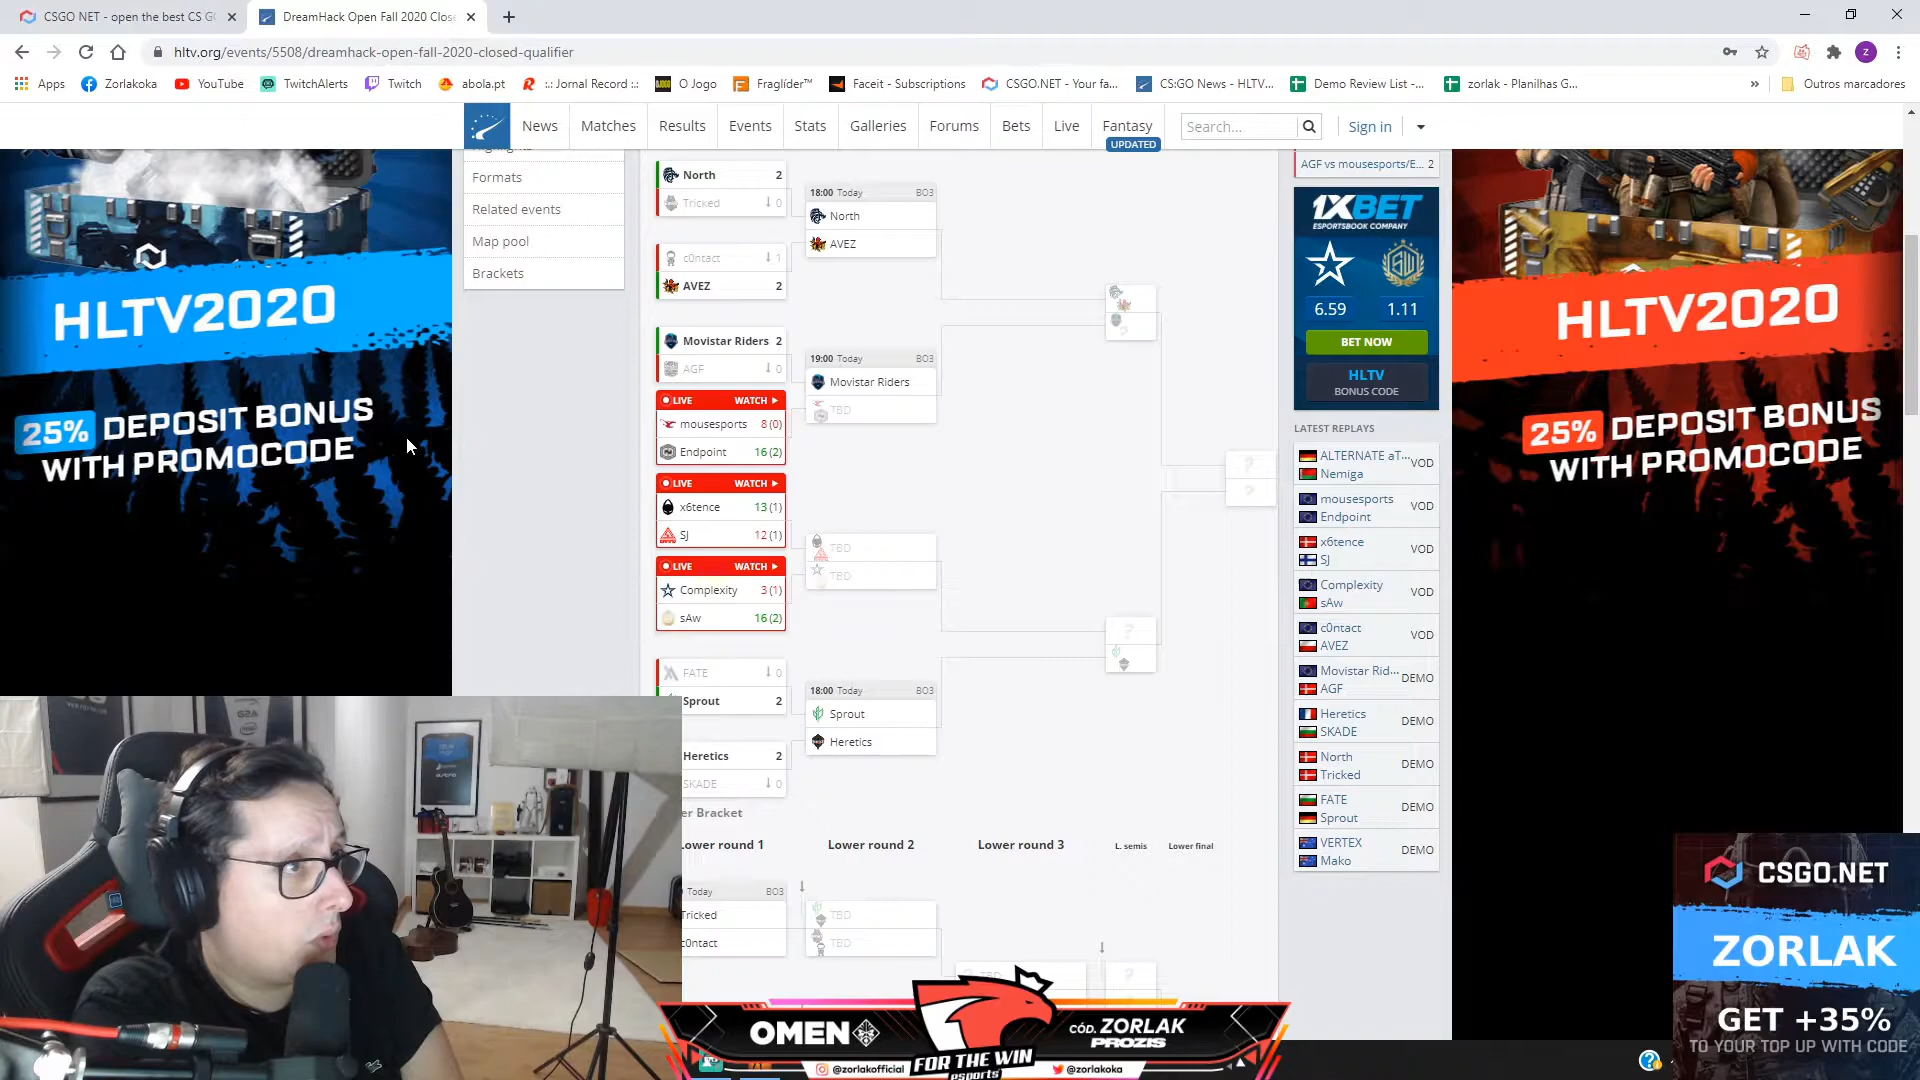 CSGO NET - open the best CS GO
DreamHack Open Fall 2020 Close
hltv.org/events/5508/dreamhack-open-fall-2020-closed-qualifier
Apps
Zorlakoka
YouTube
TwitchAlerts
Twitch
abola.pt
:: Jornal Record ::
O Jogo
Fraglíder™
Faceit - Subscriptions
CSGO.NET - Your fa...
CS:GO News - HLTV...
Demo Review List -...
zorlak - Planilhas G...
»
Outros marcadores
News
Matches
Results
Events
Stats
Galleries
Forums
Bets
Live
Fantasy
UPDATED
Search...
Sign in
Highlights
Formats
Related events
Map pool
Brackets
HLTV2020
25% DEPOSIT BONUS
WITH PROMOCODE
North 2
Tricked 0
c0ntact 1
AVEZ 2
Movistar Riders 2
AGF 0
LIVE WATCH
mousesports 8 (0)
Endpoint 16 (2)
LIVE WATCH
x6tence 13 (1)
SJ 12 (1)
LIVE WATCH
Complexity 3 (1)
sAw 16 (2)
FATE 0
Sprout 2
Heretics 2
SKADE 0
18:00 Today BO3
North
AVEZ
19:00 Today BO3
Movistar Riders
TBD
TBD
TBD
18:00 Today BO3
Sprout
Heretics
er Bracket
Lower round 1
Lower round 2
Lower round 3
L. semis
Lower final
Today BO3
Tricked
c0ntact
TBD
TBD
TBD
AGF vs mousesports/E... 2
1XBET
ESPORTSBOOK COMPANY
6.59 1.11
BET NOW
HLTV
BONUS CODE
LATEST REPLAYS
ALTERNATE aT...
Nemiga
VOD
mousesports
Endpoint
VOD
x6tence
SJ
VOD
Complexity
sAw
VOD
c0ntact
AVEZ
VOD
Movistar Rid...
AGF
DEMO
Heretics
SKADE
DEMO
North
Tricked
DEMO
FATE
Sprout
DEMO
VERTEX
Mako
DEMO
HLTV2020
25% DEPOSIT BONUS
WITH PROMOCODE
CSGO.NET
ZORLAK
GET +35%
TO YOUR TOP UP WITH CODE
OMEN
FOR THE WIN
esports
CÓD. ZORLAK
PROZIS
@zorlakofficial
@zorlakoka